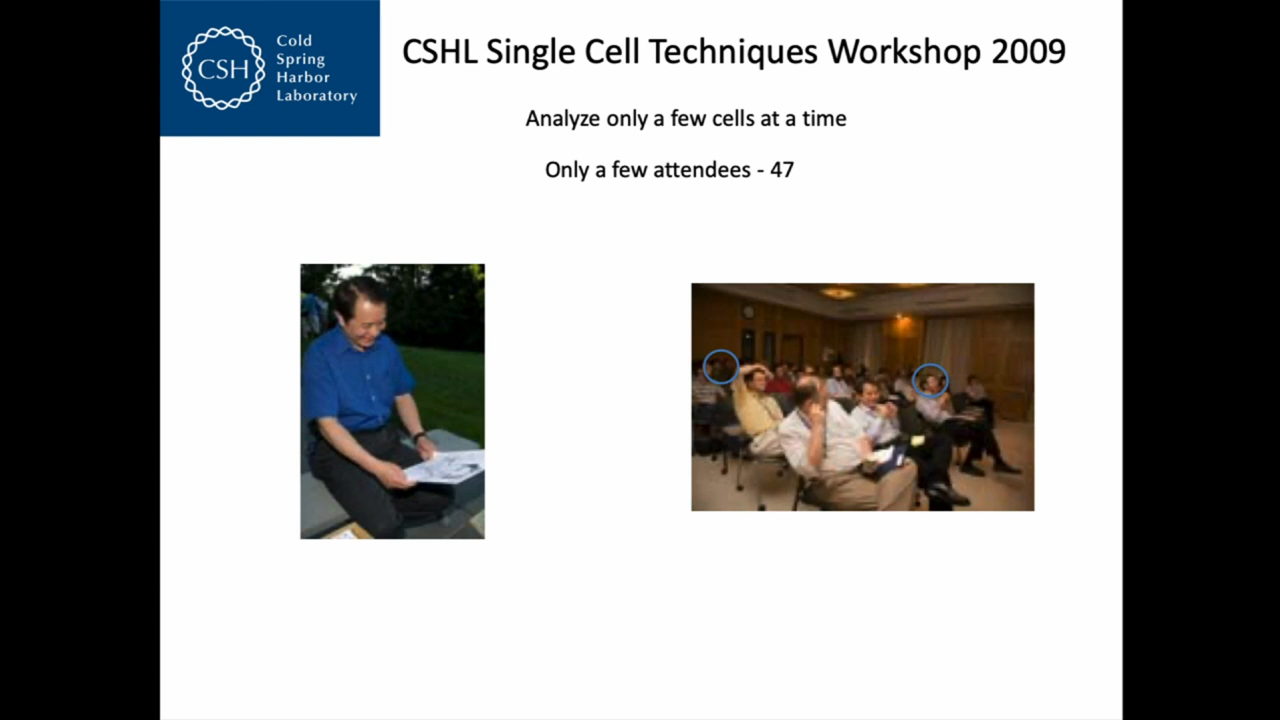 CSH
Cold
Spring
Harbor
Laboratory
CSHL Single Cell Techniques Workshop 2009
Analyze only a few cells at a time
Only a few attendees - 47